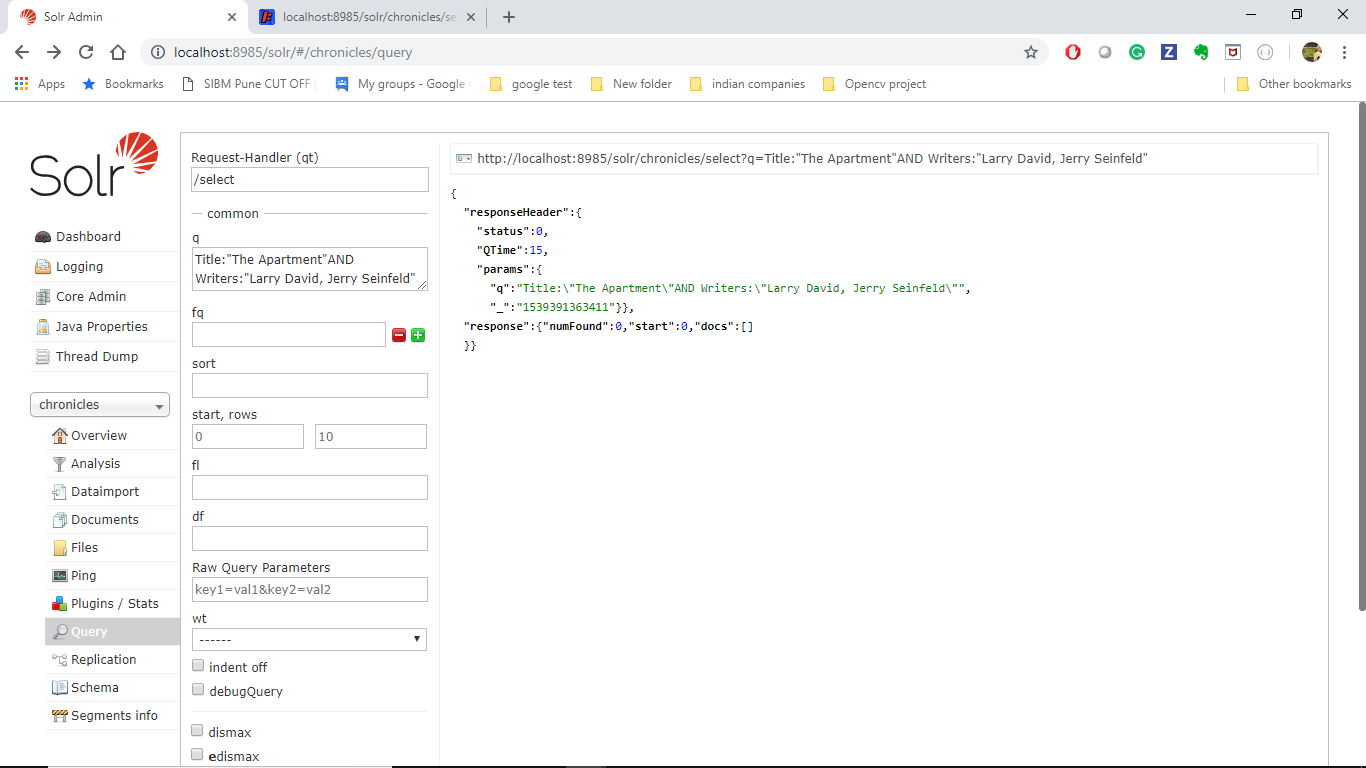 Solr Admin
localhost:8985/solr/chronicles/se
localhost:8985/solr/#/chronicles/query
Apps
Bookmarks
SIBM Pune CUT OFF
My groups - Google
google test
New folder
indian companies
Opencv project
Other bookmarks
Solr
Dashboard
Logging
Core Admin
Java Properties
Thread Dump
chronicles
Overview
Analysis
Dataimport
Documents
Files
Ping
Plugins / Stats
Query
Replication
Schema
Segments info
Request-Handler (qt)
/select
common
q
Title:"The Apartment"AND
Writers:"Larry David, Jerry Seinfeld"
fq
sort
start, rows
0 10
fl
df
Raw Query Parameters
key1=val1&key2=val2
wt
------
indent off
debugQuery
dismax
edismax
http://localhost:8985/solr/chronicles/select?q=Title:"The Apartment"AND Writers:"Larry David, Jerry Seinfeld"
{
"responseHeader":{
"status":0,
"QTime":15,
"params":{
"q":"Title:\"The Apartment\"AND Writers:\"Larry David, Jerry Seinfeld\"",
"_":"1539391363411"}},
"response":{"numFound":0,"start":0,"docs":[]
}}